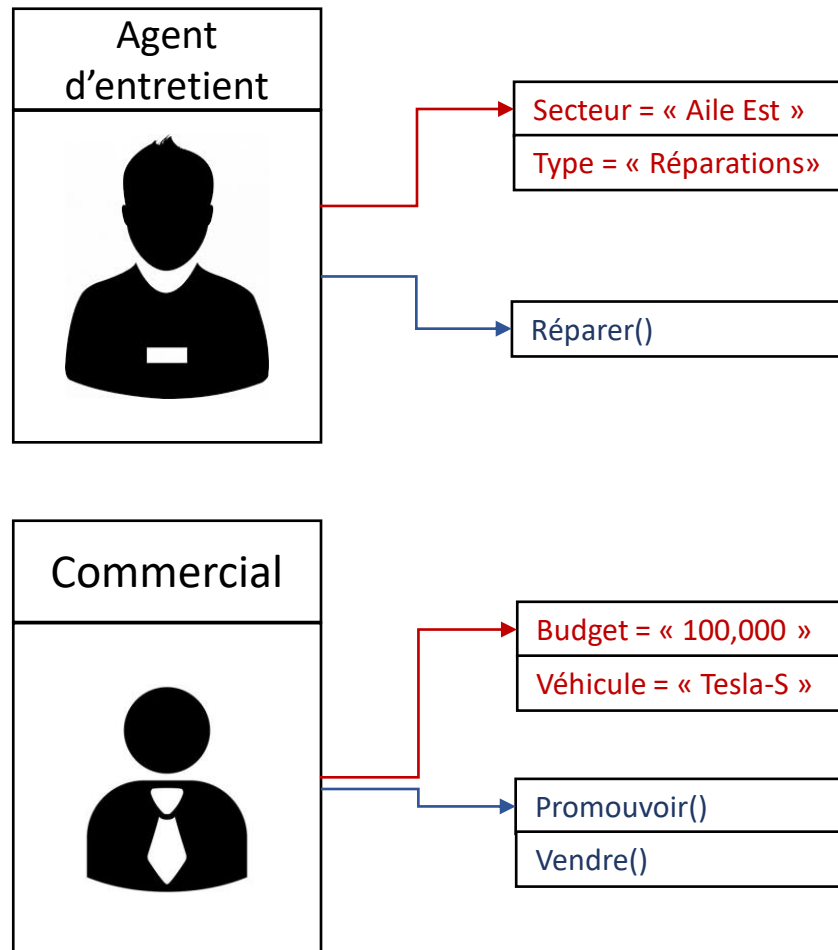 Agent
d’entretient
Secteur = « Aile Est »
Type = « Réparations»
Réparer()
Commercial
Budget = « 100,000 »
Véhicule = « Tesla-S »
Promouvoir()
Vendre()